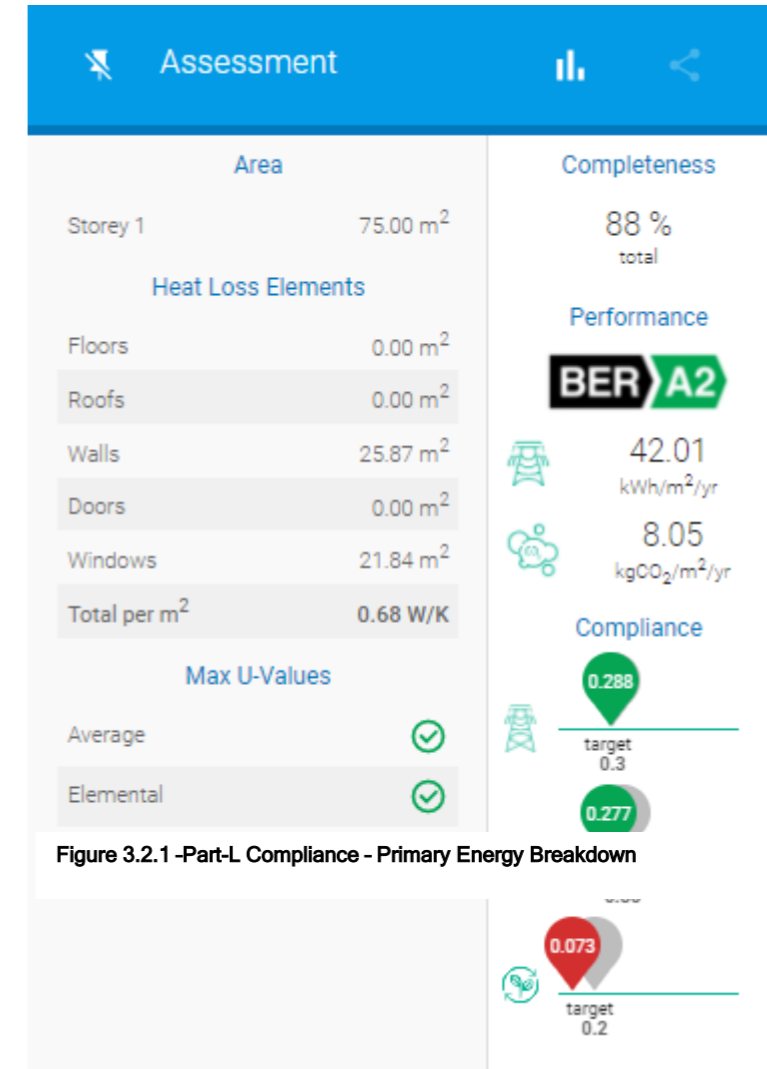 Assessment
Area
Storey 1 75.00 m²
Heat Loss Elements
Floors 0.00 m²
Roofs 0.00 m²
Walls 25.87 m²
Doors 0.00 m²
Windows 21.84 m²
Total per m² 0.68 W/K
Max U-Values
Average
Elemental
Completeness
88 %
total
Performance
BER A2
42.01
kWh/m²/yr
CO₂
8.05
kgCO₂/m²/yr
Compliance
0.288
target
0.3
0.277
Figure 3.2.1 -Part-L Compliance - Primary Energy Breakdown
0.073
target
0.2